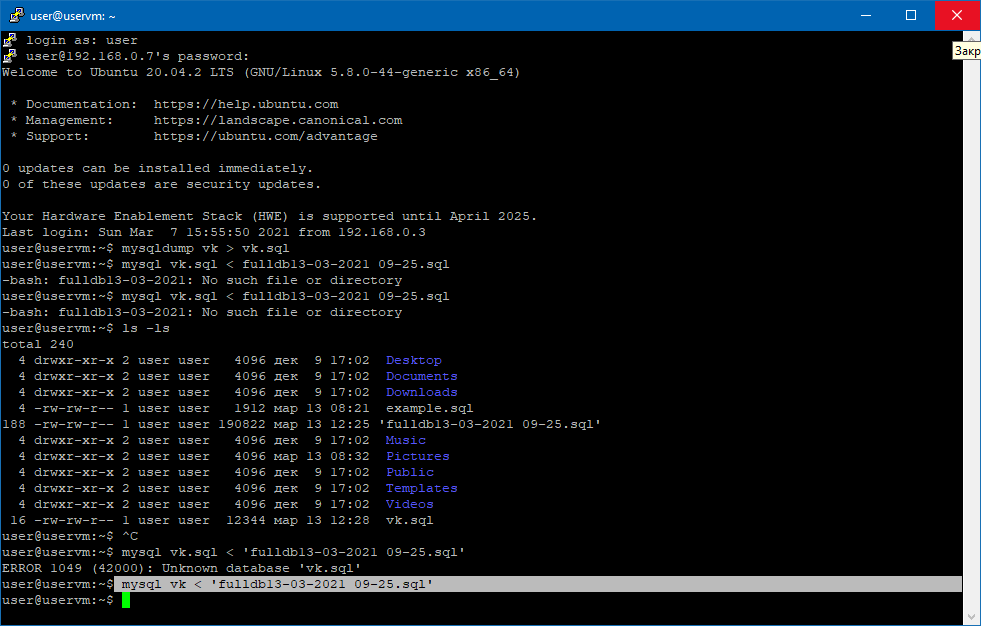 user@uservm: ~
Закр
login as: user
user@192.168.0.7's password:
Welcome to Ubuntu 20.04.2 LTS (GNU/Linux 5.8.0-44-generic x86_64)
* Documentation:  https://help.ubuntu.com
* Management:     https://landscape.canonical.com
* Support:        https://ubuntu.com/advantage
0 updates can be installed immediately.
0 of these updates are security updates.
Your Hardware Enablement Stack (HWE) is supported until April 2025.
Last login: Sun Mar  7 15:55:50 2021 from 192.168.0.3
user@uservm:~$ mysqldump vk > vk.sql
user@uservm:~$ mysql vk.sql < fulldb13-03-2021 09-25.sql
-bash: fulldb13-03-2021: No such file or directory
user@uservm:~$ mysql vk.sql < fulldb13-03-2021 09-25.sql
-bash: fulldb13-03-2021: No such file or directory
user@uservm:~$ ls -ls
total 240
4 drwxr-xr-x 2 user user   4096 дек  9 17:02  Desktop
4 drwxr-xr-x 2 user user   4096 дек  9 17:02  Documents
4 drwxr-xr-x 2 user user   4096 дек  9 17:02  Downloads
4 -rw-rw-r-- 1 user user   1912 мар 13 08:21  example.sql
188 -rw-rw-r-- 1 user user 190822 мар 13 12:25 'fulldb13-03-2021 09-25.sql'
4 drwxr-xr-x 2 user user   4096 дек  9 17:02  Music
4 drwxr-xr-x 2 user user   4096 мар 13 08:32  Pictures
4 drwxr-xr-x 2 user user   4096 дек  9 17:02  Public
4 drwxr-xr-x 2 user user   4096 дек  9 17:02  Templates
4 drwxr-xr-x 2 user user   4096 дек  9 17:02  Videos
16 -rw-rw-r-- 1 user user  12344 мар 13 12:28  vk.sql
user@uservm:~$ ^C
user@uservm:~$ mysql vk.sql < 'fulldb13-03-2021 09-25.sql'
ERROR 1049 (42000): Unknown database 'vk.sql'
user@uservm:~$ mysql vk < 'fulldb13-03-2021 09-25.sql'
user@uservm:~$